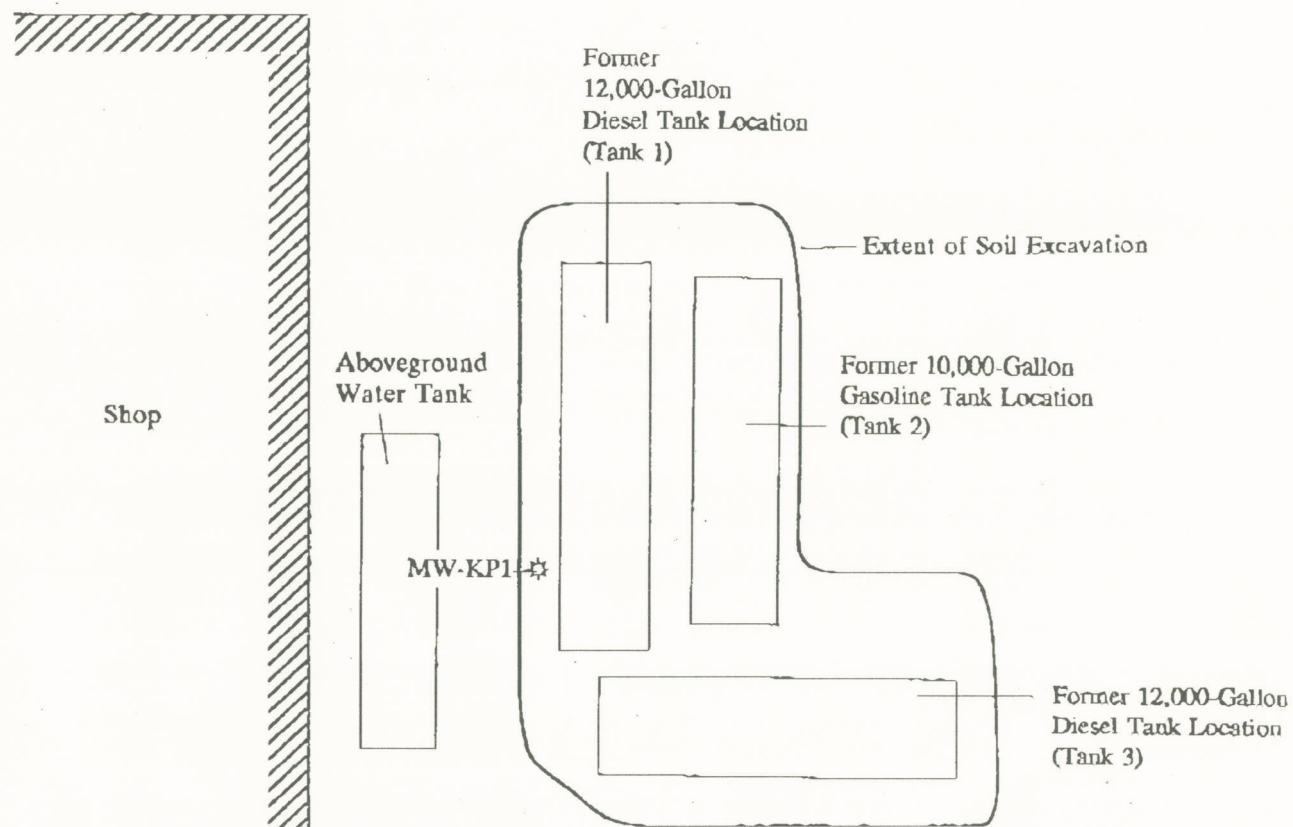 Former
12,000-Gallon
Diesel Tank Location
(Tank 1)
Extent of Soil Excavation
Aboveground
Water Tank
Shop
Former 10,000-Gallon
Gasoline Tank Location
(Tank 2)
MW-KP1
Former 12,000-Gallon
Diesel Tank Location
(Tank 3)